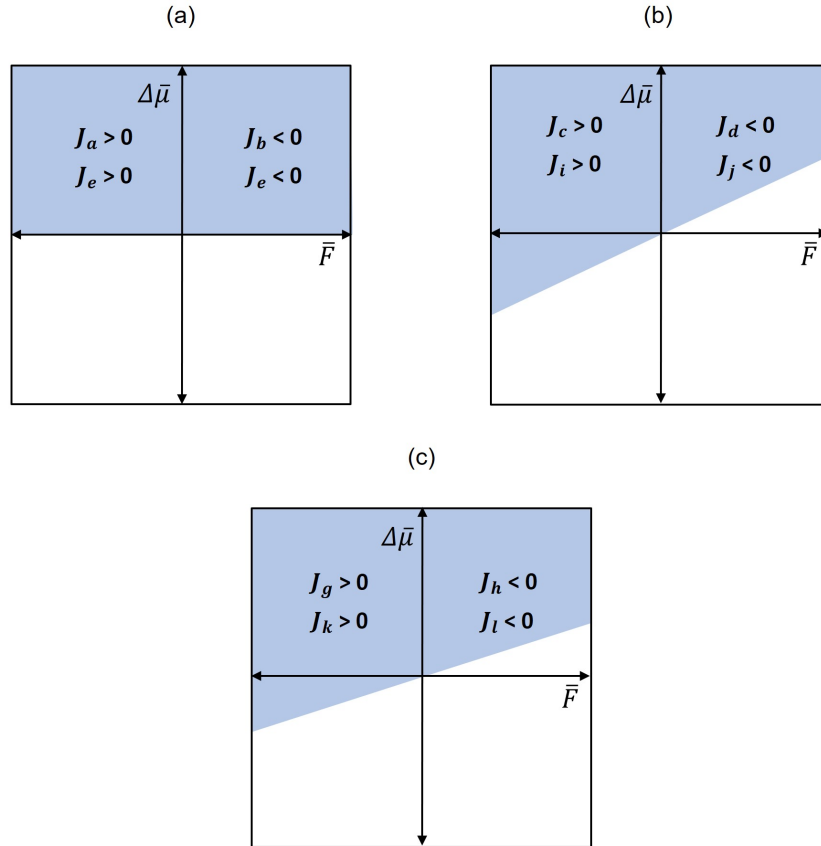 (a)
Δμ̄
J_a > 0 J_b < 0
J_e > 0 J_e < 0
F̄
(b)
Δμ̄
J_c > 0 J_d < 0
J_i > 0 J_j < 0
F̄
(c)
Δμ̄
J_g > 0 J_h < 0
J_k > 0 J_l < 0
F̄